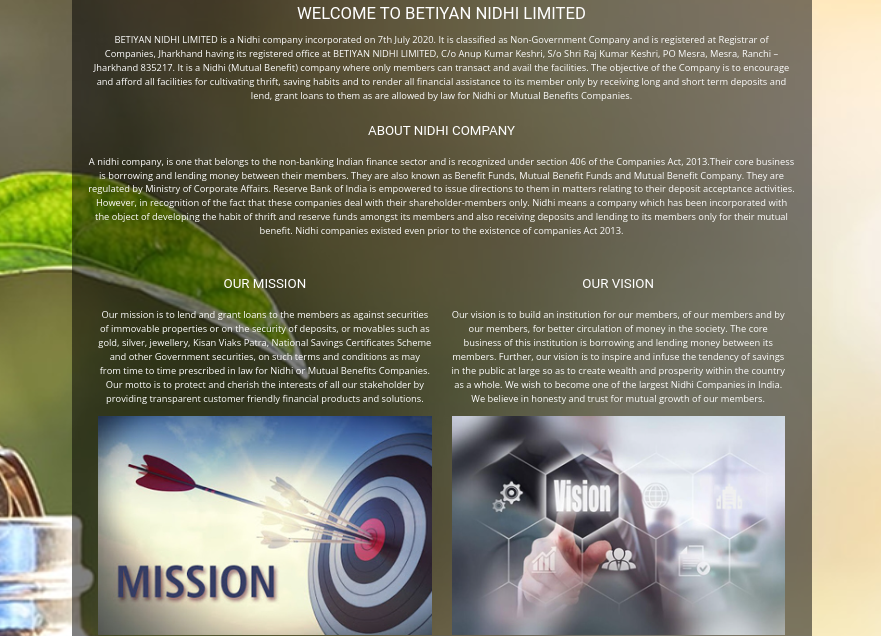 WELCOME TO BETIYAN NIDHI LIMITED
BETIYAN NIDHI LIMITED is a Nidhi company incorporated on 7th July 2020. It is classified as Non-Government Company and is registered at Registrar of
Companies, Jharkhand having its registered office at BETIYAN NIDHI LIMITED, C/o Anup Kumar Keshri, S/o Shri Raj Kumar Keshri, PO Mesra, Mesra, Ranchi –
Jharkhand 835217. It is a Nidhi (Mutual Benefit) company where only members can transact and avail the facilities. The objective of the Company is to encourage
and afford all facilities for cultivating thrift, saving habits and to render all financial assistance to its member only by receiving long and short term deposits and
lend, grant loans to them as are allowed by law for Nidhi or Mutual Benefits Companies.
ABOUT NIDHI COMPANY
A nidhi company, is one that belongs to the non-banking Indian finance sector and is recognized under section 406 of the Companies Act, 2013.Their core business
is borrowing and lending money between their members. They are also known as Benefit Funds, Mutual Benefit Funds and Mutual Benefit Company. They are
regulated by Ministry of Corporate Affairs. Reserve Bank of India is empowered to issue directions to them in matters relating to their deposit acceptance activities.
However, in recognition of the fact that these companies deal with their shareholder-members only. Nidhi means a company which has been incorporated with
the object of developing the habit of thrift and reserve funds amongst its members and also receiving deposits and lending to its members only for their mutual
benefit. Nidhi companies existed even prior to the existence of companies Act 2013.
OUR MISSION
Our mission is to lend and grant loans to the members as against securities
of immovable properties or on the security of deposits, or movables such as
gold, silver, jewellery, Kisan Viaks Patra, National Savings Certificates Scheme
and other Government securities, on such terms and conditions as may
from time to time prescribed in law for Nidhi or Mutual Benefits Companies.
Our motto is to protect and cherish the interests of all our stakeholder by
providing transparent customer friendly financial products and solutions.
MISSION
OUR VISION
Our vision is to build an institution for our members, of our members and by
our members, for better circulation of money in the society. The core
business of this institution is borrowing and lending money between its
members. Further, our vision is to inspire and infuse the tendency of savings
in the public at large so as to create wealth and prosperity within the country
as a whole. We wish to become one of the largest Nidhi Companies in India.
We believe in honesty and trust for mutual growth of our members.
Vision